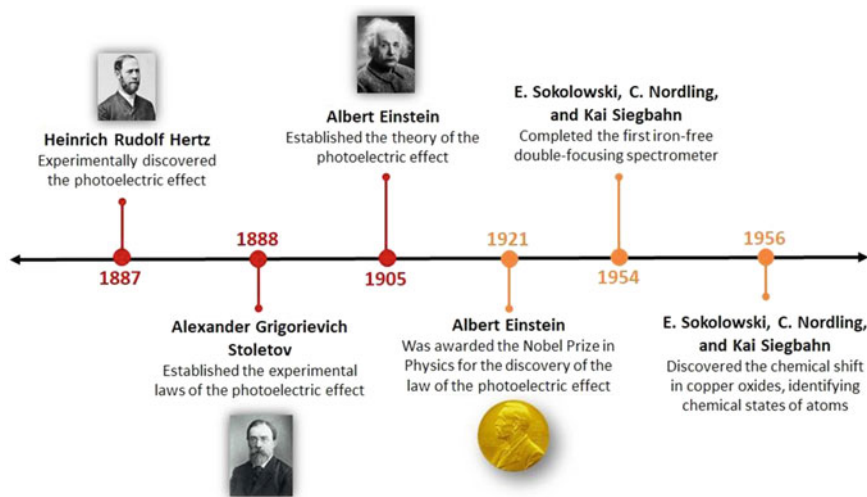 Heinrich Rudolf Hertz
Experimentally discovered
the photoelectric effect
1887
1888
Alexander Grigorievich
Stoletov
Established the experimental
laws of the photoelectric effect
Albert Einstein
Established the theory of the
photoelectric effect
1905
1921
Albert Einstein
Was awarded the Nobel Prize in
Physics for the discovery of the
law of the photoelectric effect
E. Sokolowski, C. Nordling,
and Kai Siegbahn
Completed the first iron-free
double-focusing spectrometer
1954
1956
E. Sokolowski, C. Nordling,
and Kai Siegbahn
Discovered the chemical shift
in copper oxides, identifying
chemical states of atoms